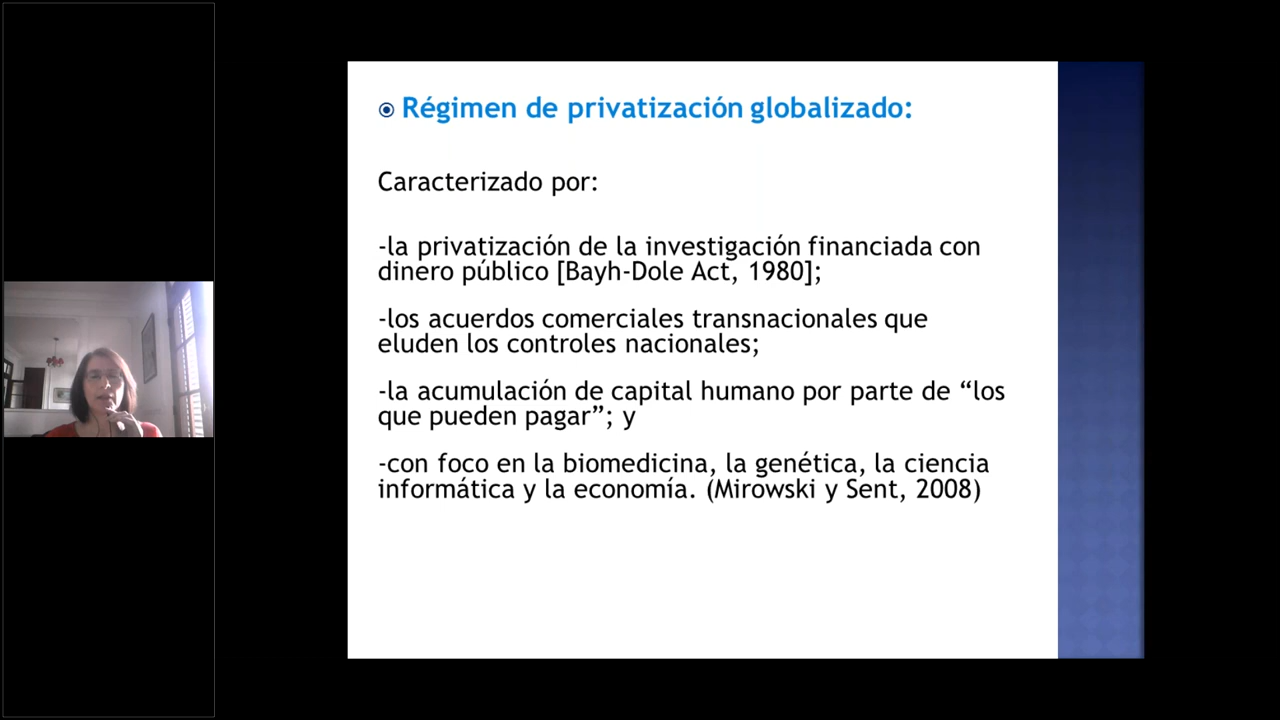 Régimen de privatización globalizado:
Caracterizado por:
-la privatización de la investigación financiada con
dinero público [Bayh-Dole Act, 1980];
-los acuerdos comerciales transnacionales que
eluden los controles nacionales;
-la acumulación de capital humano por parte de “los
que pueden pagar”; y
-con foco en la biomedicina, la genética, la ciencia
informática y la economía. (Mirowski y Sent, 2008)